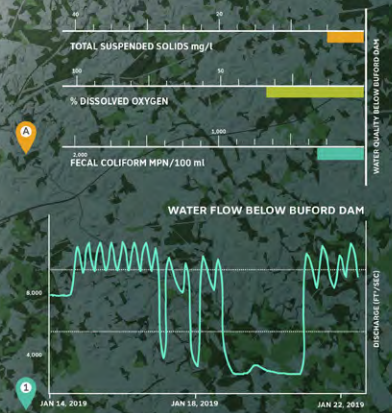 40 20
TOTAL SUSPENDED SOLIDS mg/l
100 50
% DISSOLVED OXYGEN
A
1,000
2,000
FECAL COLIFORM MPN/100 ml
WATER QUALITY BELOW BUFORD DAM
WATER FLOW BELOW BUFORD DAM
8,000
4,000
DISCHARGE (FT³/SEC)
1
JAN 14, 2019 JAN 18, 2019 JAN 22, 2019